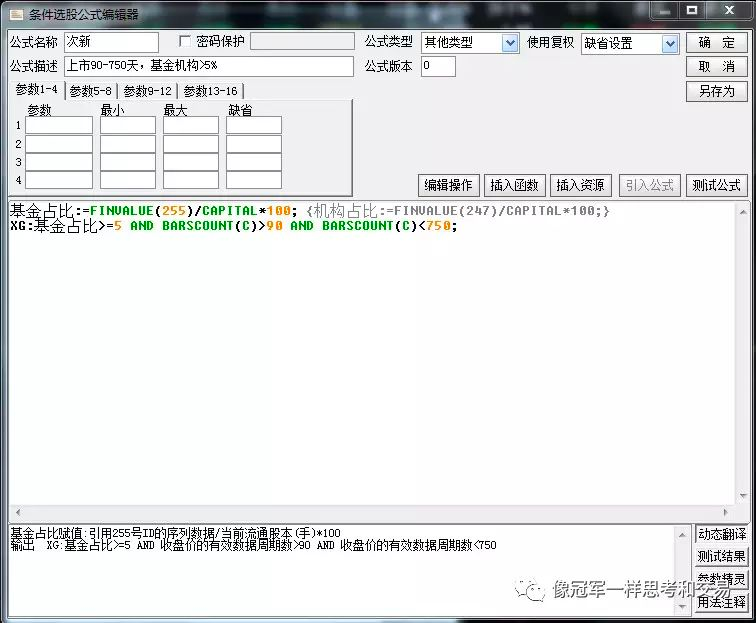 条件选股公式编辑器
公式名称 次新 密码保护 公式类型 其他类型 使用复权 缺省设置 确 定
公式描述 上市90-750天，基金机构>5% 公式版本 0 取 消
参数1-4 参数5-8 参数9-12 参数13-16 另存为
参数 最小 最大 缺省
1
2
3
4
编辑操作 插入函数 插入资源 引入公式 测试公式
基金占比:=FINVALUE(255)/CAPITAL*100; {机构占比:=FINVALUE(247)/CAPITAL*100;}
XG:基金占比>=5 AND BARSCOUNT(C)>90 AND BARSCOUNT(C)<750;
基金占比赋值:引用255号ID的序列数据/当前流通股本(手)*100
输出 XG:基金占比>=5 AND 收盘价的有效数据周期数>90 AND 收盘价的有效数据周期数<750
动态翻译
测试结果
参数精灵
用法注释
像冠军一样思考和交易